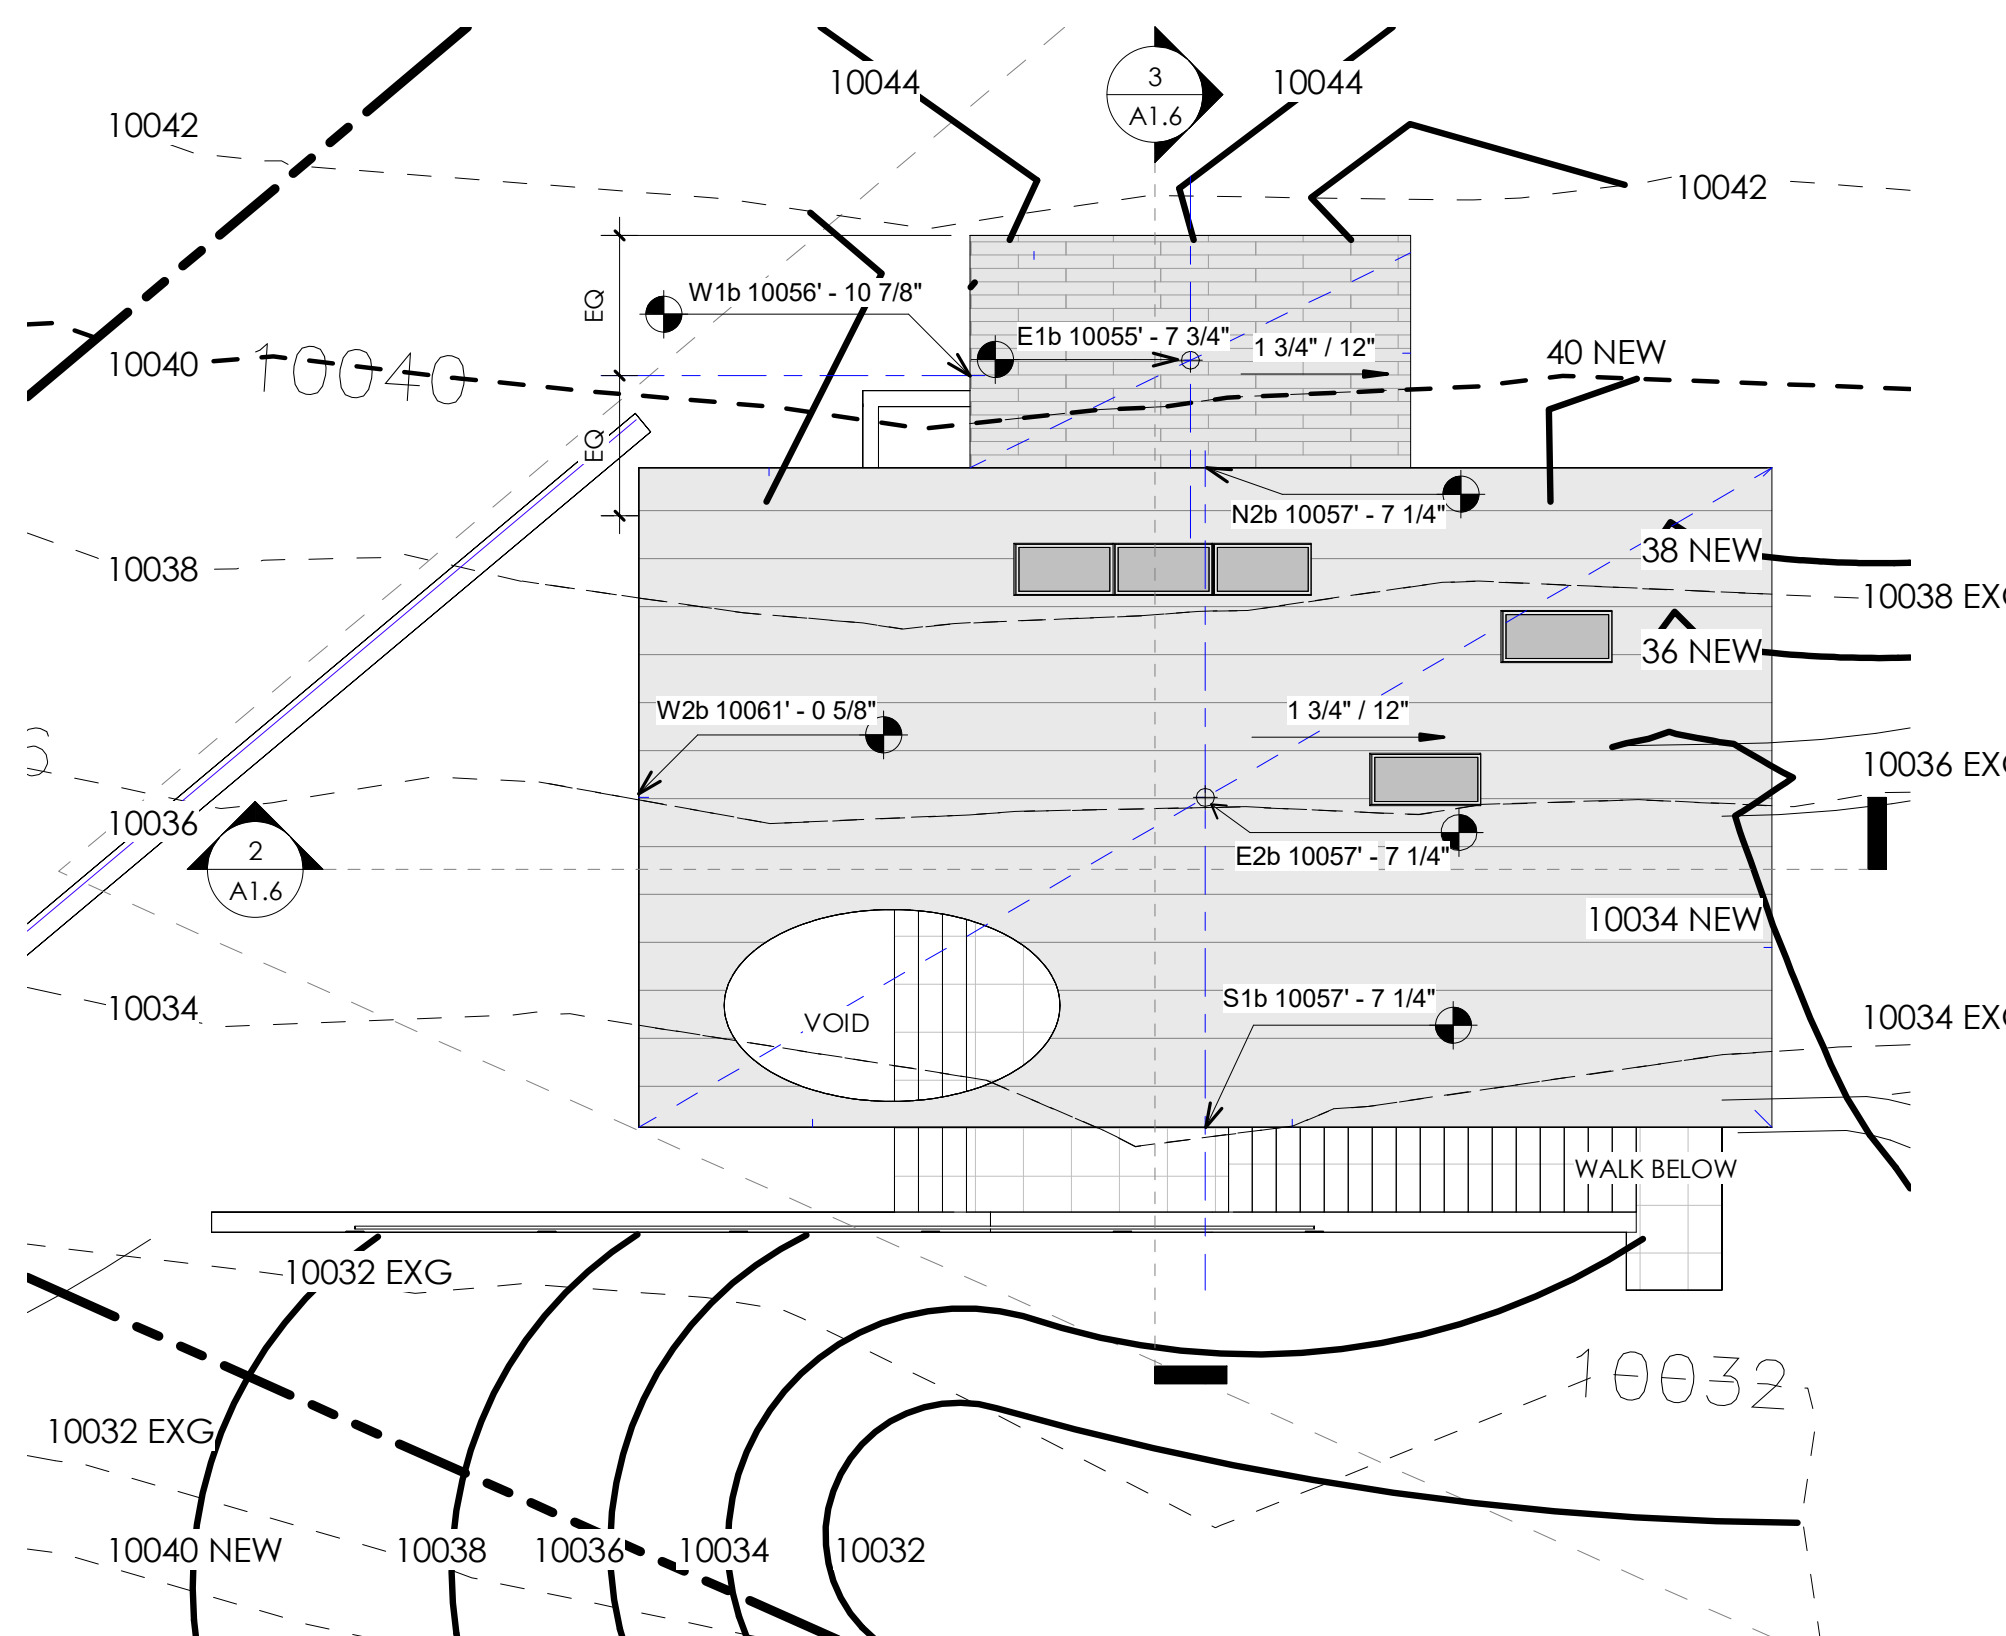 10044
3
A1.6
10044
10042
10042
W1b 10056' - 10 7/8"
EQ
E1b 10055' - 7 3/4"
1 3/4" / 12"
40 NEW
10040
10040
EQ
N2b 10057' - 7 1/4"
38 NEW
10038
10038 EX
36 NEW
W2b 10061' - 0 5/8"
1 3/4" / 12"
10036 EX
10036
2
A1.6
E2b 10057' - 7 1/4"
10034 NEW
S1b 10057' - 7 1/4"
10034
VOID
10034 EX
WALK BELOW
10032 EXG
10032
10032 EXG
10040 NEW
10038
10036
10034
10032